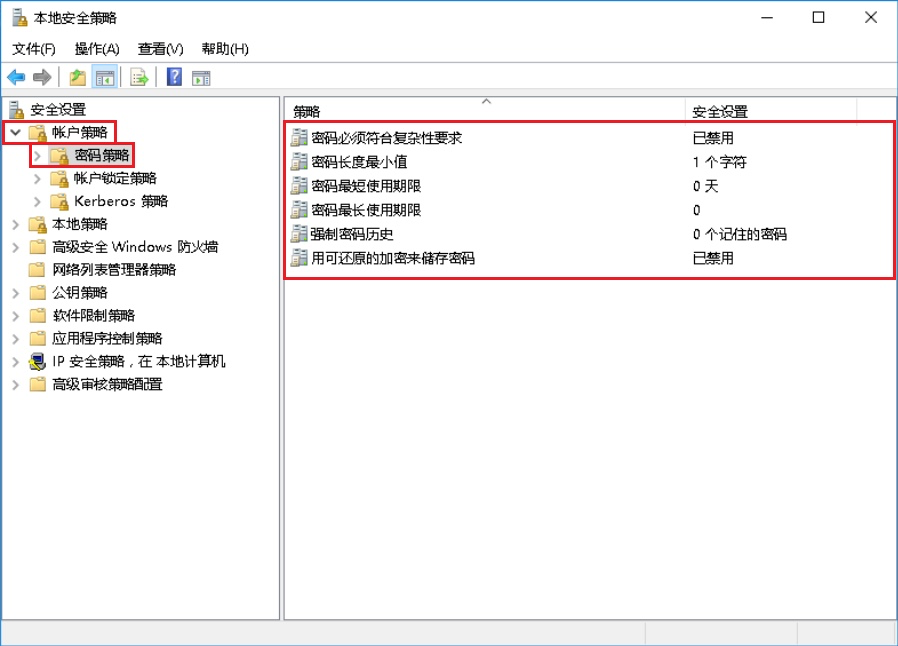 本地安全策略
文件(F) 操作(A) 查看(V) 帮助(H)
安全设置
帐户策略
密码策略
帐户锁定策略
Kerberos 策略
本地策略
高级安全 Windows 防火墙
网络列表管理器策略
公钥策略
软件限制策略
应用程序控制策略
IP 安全策略，在 本地计算机
高级审核策略配置
策略 安全设置
密码必须符合复杂性要求 已禁用
密码长度最小值 1 个字符
密码最短使用期限 0 天
密码最长使用期限 0
强制密码历史 0 个记住的密码
用可还原的加密来储存密码 已禁用